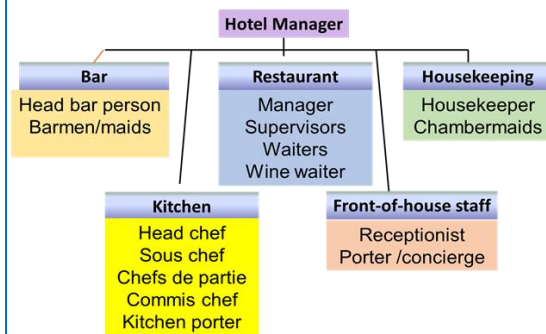 Hotel Manager
Bar
Head bar person
Barmen/maids
Restaurant
Manager
Supervisors
Waiters
Wine waiter
Housekeeping
Housekeeper
Chambermaids
Kitchen
Head chef
Sous chef
Chefs de partie
Commis chef
Kitchen porter
Front-of-house staff
Receptionist
Porter /concierge